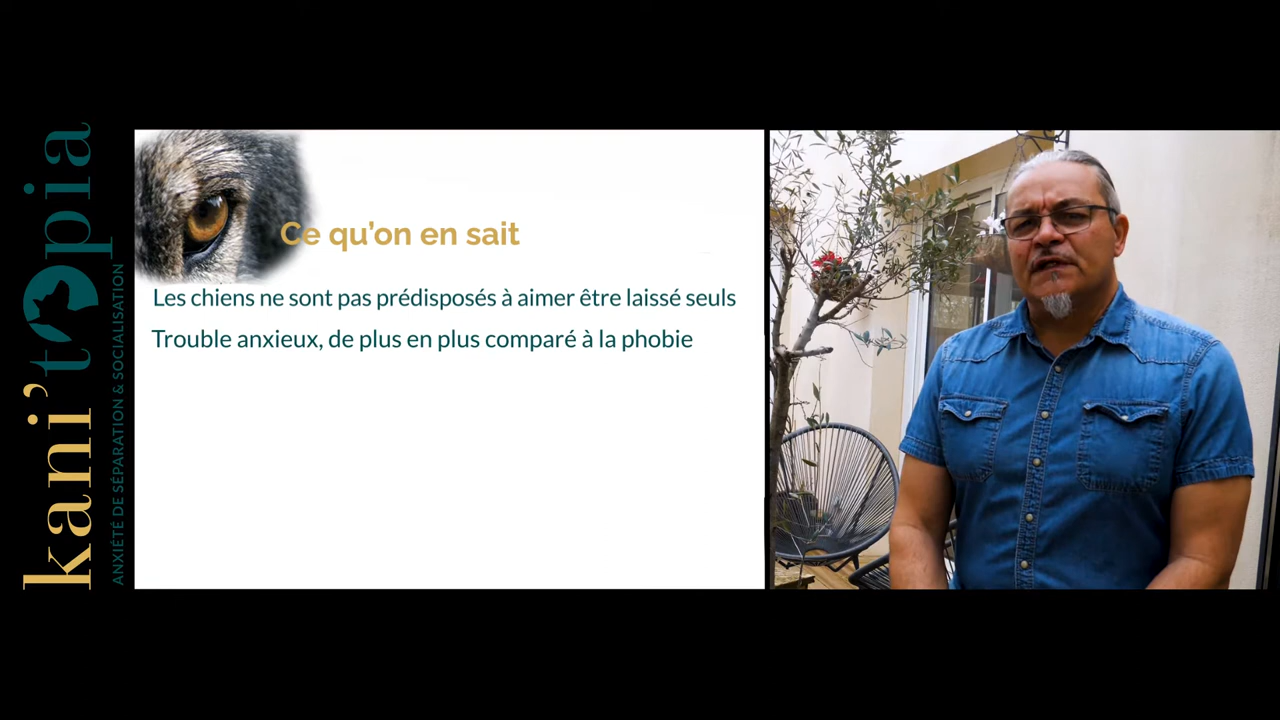 kani't pia
ANXIÉTÉ DE SÉPARATION & SOCIALISATION
Ce qu'on en sait
Les chiens ne sont pas prédisposés à aimer être laissé seuls
Trouble anxieux, de plus en plus comparé à la phobie